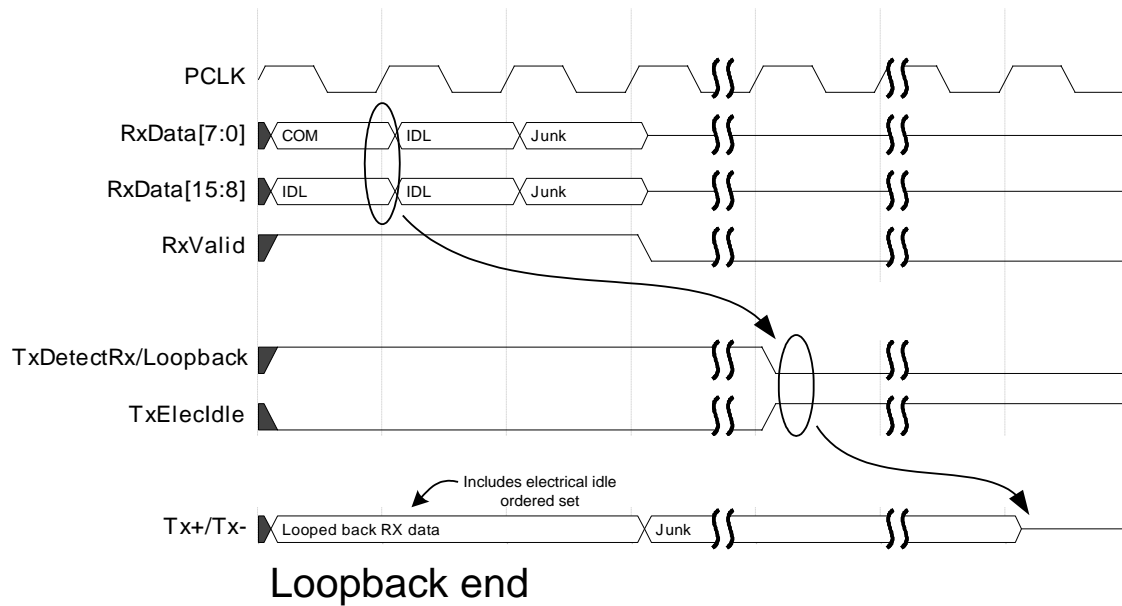 PCLK
RxData[7:0] COM IDL Junk
RxData[15:8] IDL IDL Junk
RxValid
TxDetectRx/Loopback
TxElecIdle
Includes electrical idle
ordered set
Tx+/Tx- Looped back RX data Junk
Loopback end